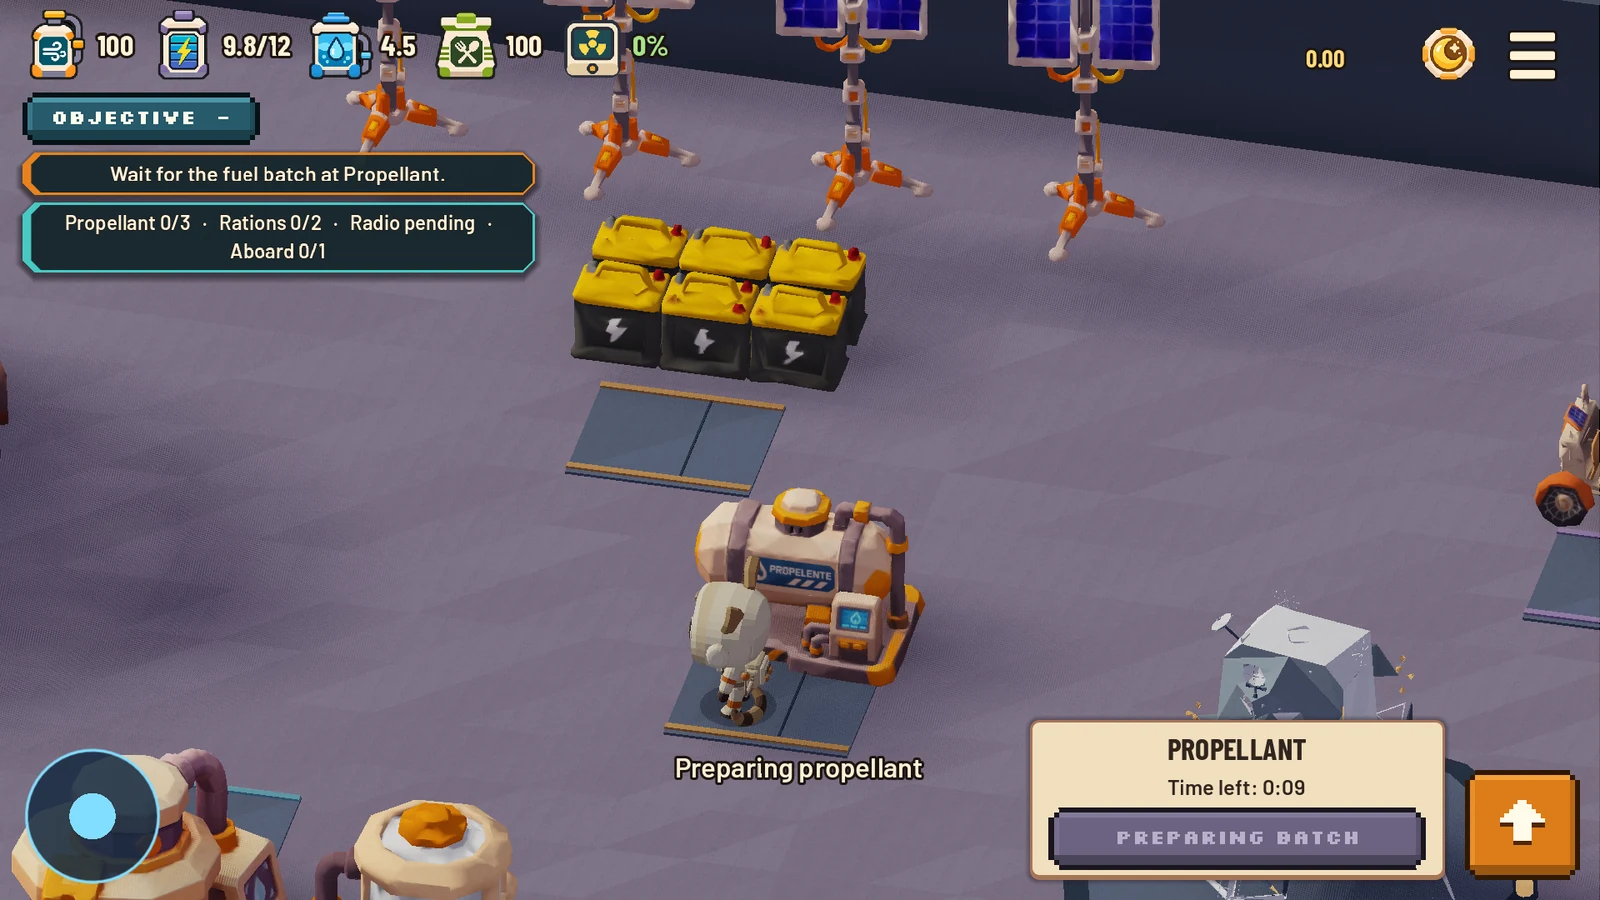 100
9.8/12
4.5
100
0%
0.00
OBJECTIVE -
Wait for the fuel batch at Propellant.
Propellant 0/3 · Rations 0/2 · Radio pending ·
Aboard 0/1
PROPELENTE
Preparing propellant
PROPELLANT
Time left: 0:09
PREPARING BATCH